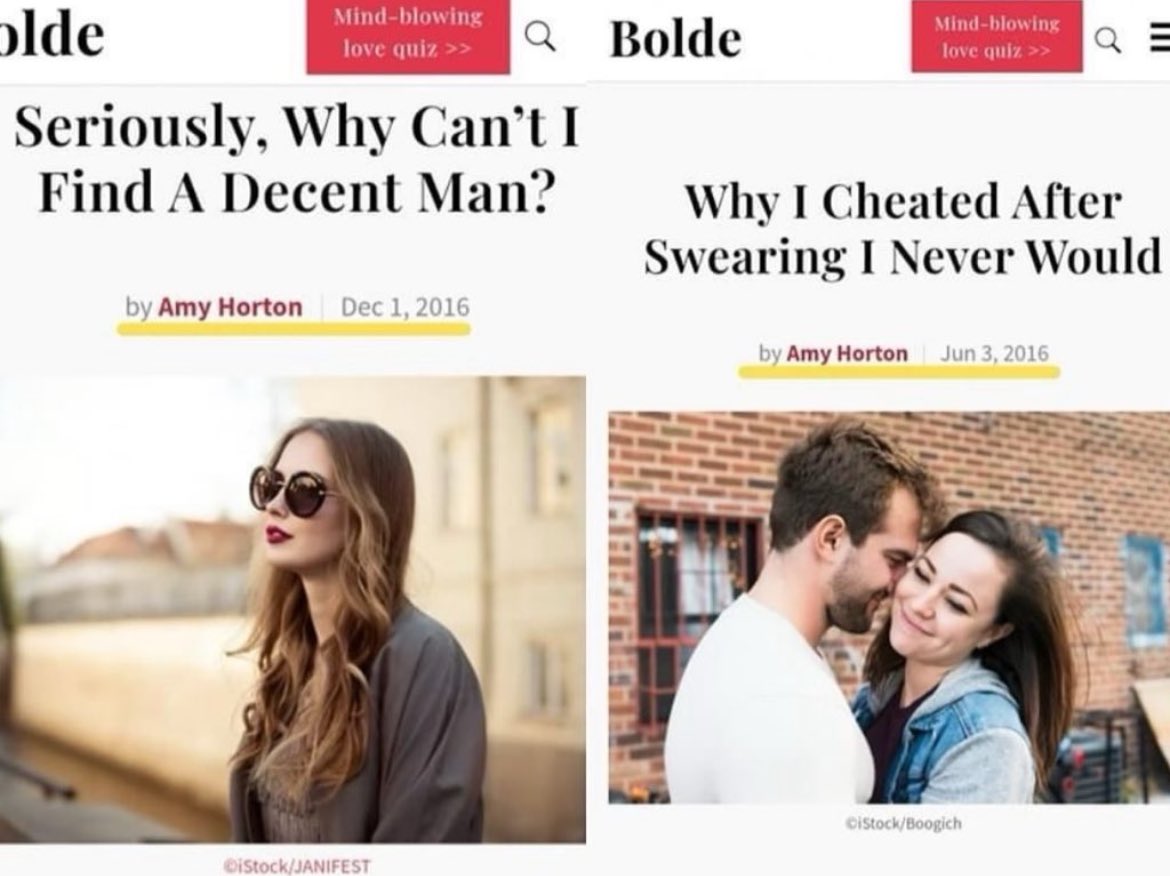 olde
Mind-blowing
love quiz >>
Seriously, Why Can’t I
Find A Decent Man?
by Amy Horton | Dec 1, 2016
©iStock/JANIFEST
Bolde
Mind-blowing
love quiz >>
Why I Cheated After
Swearing I Never Would
by Amy Horton | Jun 3, 2016
©iStock/Boogich